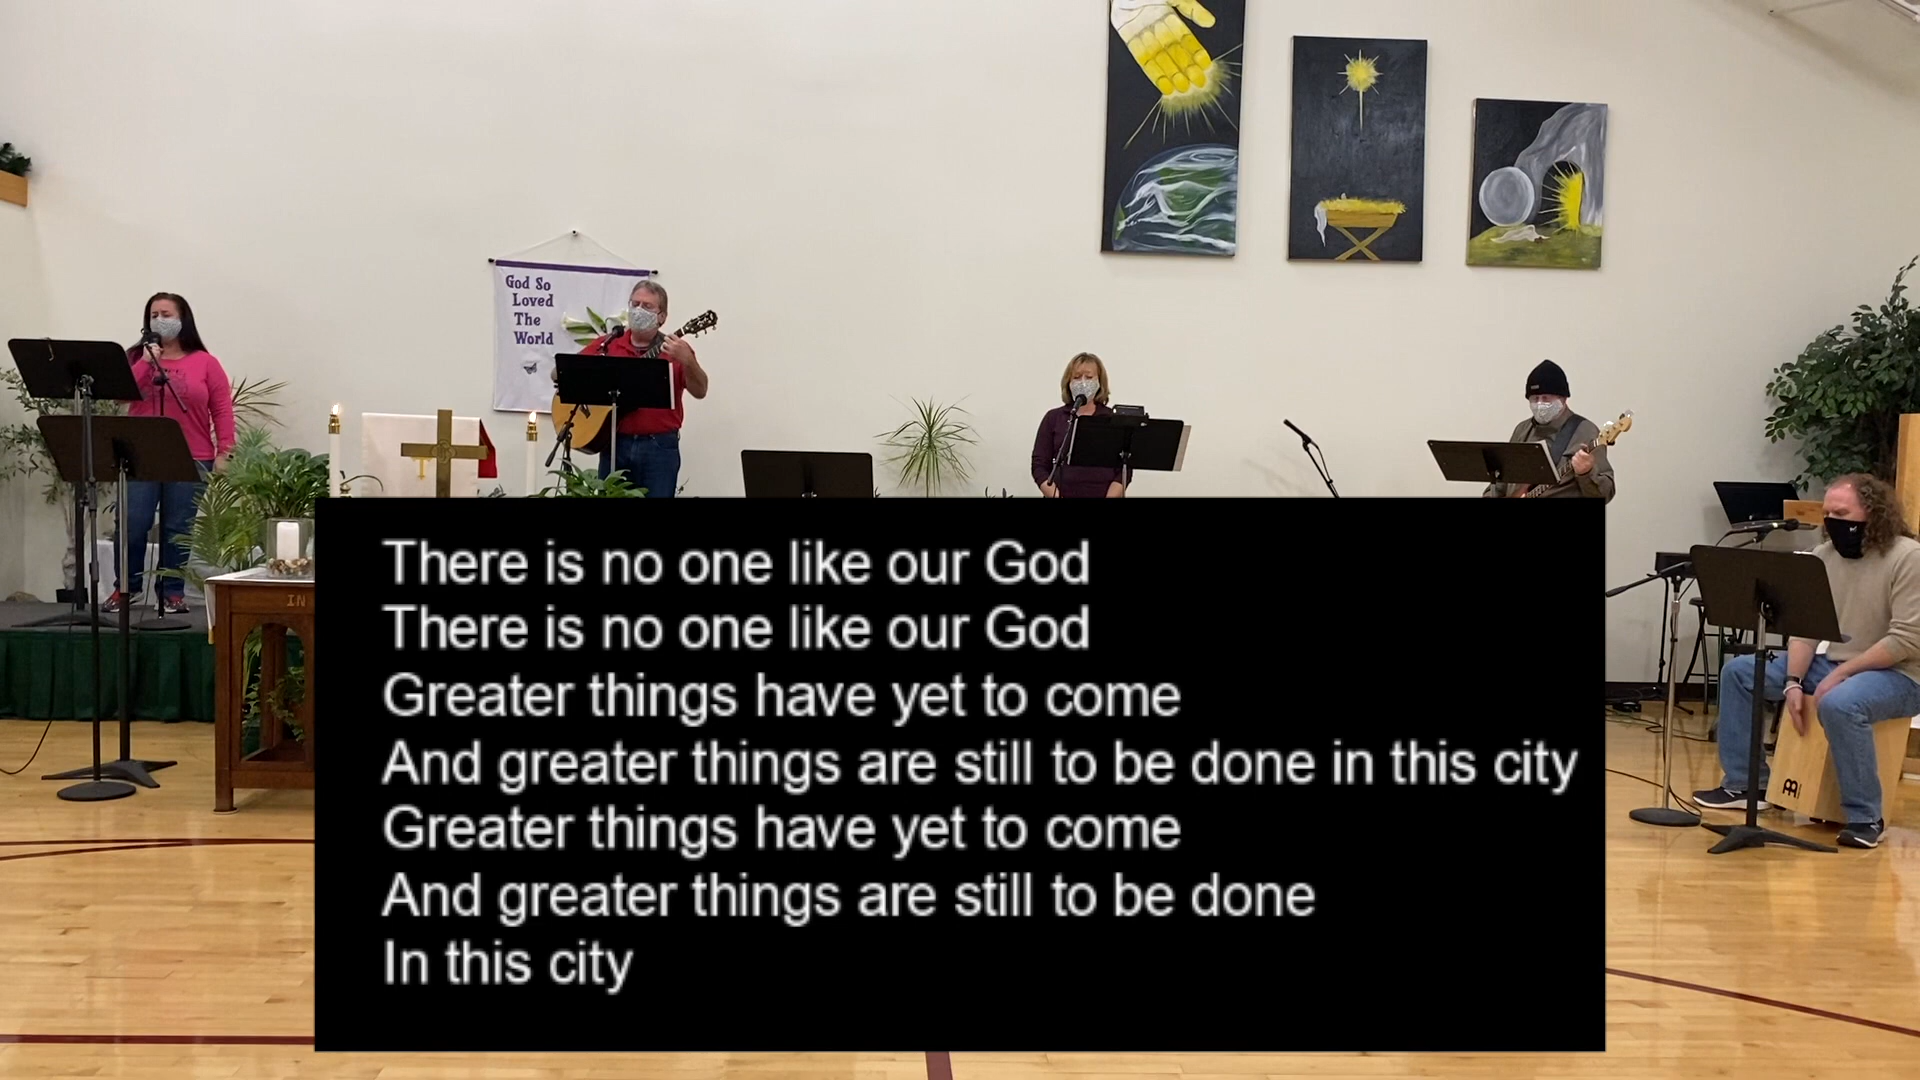 God So
Loved
The
World
IN
There is no one like our God
There is no one like our God
Greater things have yet to come
And greater things are still to be done in this city
Greater things have yet to come
And greater things are still to be done
In this city